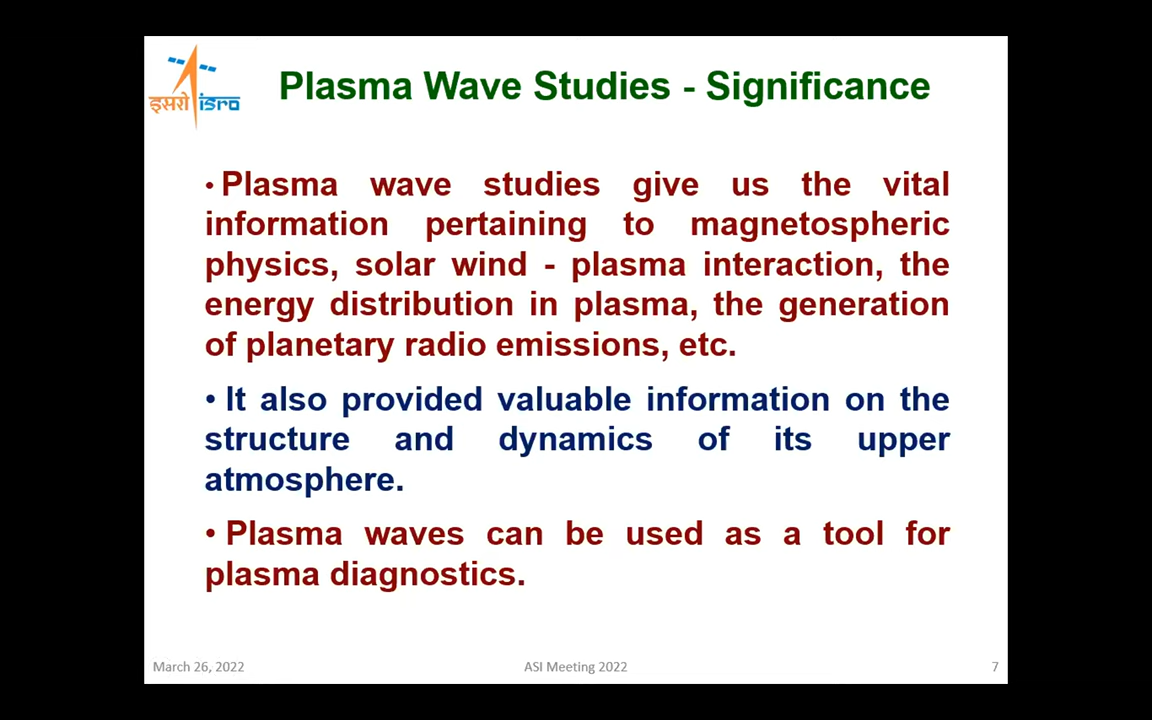 इसरो isro
Plasma Wave Studies - Significance
• Plasma wave studies give us the vital
information pertaining to magnetospheric
physics, solar wind - plasma interaction, the
energy distribution in plasma, the generation
of planetary radio emissions, etc.
• It also provided valuable information on the
structure and dynamics of its upper
atmosphere.
• Plasma waves can be used as a tool for
plasma diagnostics.
March 26, 2022
ASI Meeting 2022
7